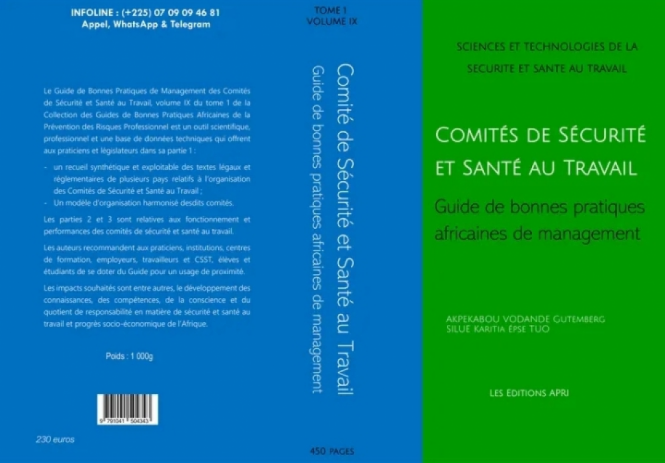 INFOLINE : (+225) 07 09 09 46 81
Appel, WhatsApp & Telegram
Le Guide de Bonnes Pratiques de Management des Comités
de Sécurité et Santé au Travail, volume IX du tome 1 de la
Collection des Guides de Bonnes Pratiques Africaines de la
Prévention des Risques Professionnel est un outil scientifique,
professionnel et une base de données techniques qui offrent
aux praticiens et législateurs dans sa partie 1 :
- un recueil synthétique et exploitable des textes légaux et
réglementaires de plusieurs pays relatifs à l'organisation
des Comités de Sécurité et Santé au Travail ;
- Un modèle d'organisation harmonisé desdits comités.
Les parties 2 et 3 sont relatives aux fonctionnement et
performances des comités de sécurité et santé au travail.
Les auteurs recommandent aux praticiens, institutions, centres
de formation, employeurs, travailleurs et CSST, élèves et
étudiants de se doter du Guide pour un usage de proximité.
Les impacts souhaités sont entre autres, le développement des
connaissances, des compétences, de la conscience et du
quotient de responsabilité en matière de sécurité et santé au
travail et progrès socio-économique de l'Afrique.
Poids : 1 000g
9 791041 504343
230 euros
TOME 1
VOLUME IX
Comité de Sécurité et Santé au Travail
Guide de bonnes pratiques africaines de management
450 PAGES
SCIENCES ET TECHNOLOGIES DE LA
SECURITE ET SANTE AU TRAVAIL
COMITÉS DE SÉCURITÉ
ET SANTÉ AU TRAVAIL
Guide de bonnes pratiques
africaines de management
AKPEKABOU VODANDE GUTEMBERG
SILUE KARITIA ÉPSE TUO
LES EDITIONS APRI